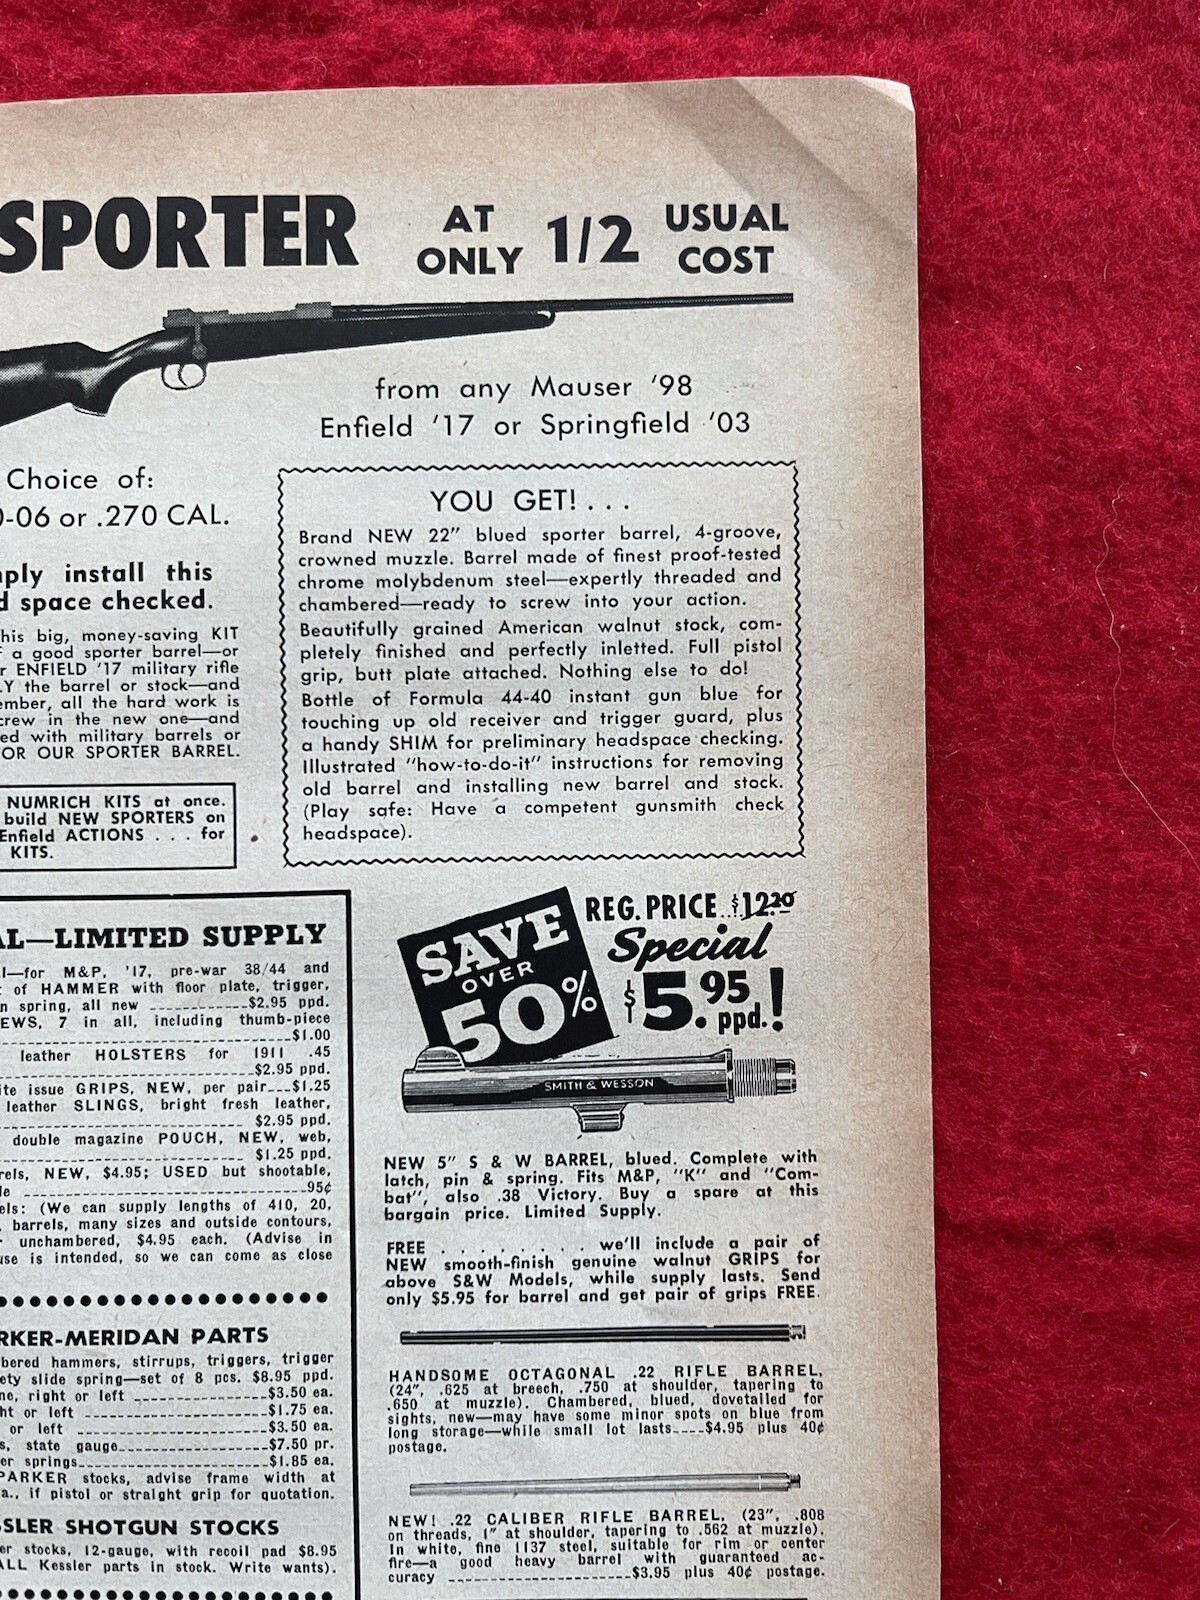 SPORTER
AT
ONLY
1/2
USUAL
COST
from any Mauser '98
Enfield '17 or Springfield '03
Choice of:
0-06 or .270 CAL.
ply install this
space checked.
his big, money-saving KIT
a good sporter barrel—or
ENFIELD '17 military rifle
the barrel or stock—and
ember, all the hard work is
crew in the new one—and
ed with military barrels or
OR OUR SPORTER BARREL.
NUMRICH KITS at once.
build NEW SPORTERS on
Enfield ACTIONS . . . for
KITS.
YOU GET! . . .
Brand NEW 22" blued sporter barrel, 4-groove,
crowned muzzle. Barrel made of finest proof-tested
chrome molybdenum steel—expertly threaded and
chambered—ready to screw into your action.
Beautifully grained American walnut stock, com-
pletely finished and perfectly inletted. Full pistol
grip, butt plate attached. Nothing else to do!
Bottle of Formula 44-40 instant gun blue for
touching up old receiver and trigger guard, plus
a handy SHIM for preliminary headspace checking.
Illustrated "how-to-do-it" instructions for removing
old barrel and installing new barrel and stock.
(Play safe: Have a competent gunsmith check
headspace).
AL—LIMITED SUPPLY
l—for M&P, '17, pre-war 38/44 and
of HAMMER with floor plate, trigger,
n spring, all new ----------$2.95 ppd.
EWS, 7 in all, including thumb-piece
$1.00
leather HOLSTERS for 1911 .45
$2.95 ppd.
ite issue GRIPS, NEW, per pair---$1.25
leather SLINGS, bright fresh leather,
$2.95 ppd.
double magazine POUCH, NEW, web,
$1.25 ppd.
rels, NEW, $4.95; USED but shootable,
le ----------95¢
els: (We can supply lengths of 410, 20,
barrels, many sizes and outside contours,
unchambered, $4.95 each. (Advise in
use is intended, so we can come as close
RKER-MERIDAN PARTS
bered hammers, stirrups, triggers, trigger
ety slide spring—set of 8 pcs. $8.95 ppd.
ne, right or left ----------$3.50 ea.
ht or left ----------$1.75 ea.
or left ----------$3.50 ea.
s, state gauge----------$7.50 pr.
er springs----------$1.85 ea.
PARKER stocks, advise frame width at
a., if pistol or straight grip for quotation.
SSLER SHOTGUN STOCKS
er stocks, 12-gauge, with recoil pad $8.95
ALL Kessler parts in stock. Write wants).
SAVE
OVER
50%
REG. PRICE..$12.20
Special
$5.95 ppd.!
SMITH & WESSON
NEW 5" S & W BARREL, blued. Complete with
latch, pin & spring. Fits M&P, "K" and "Com-
bat", also .38 Victory. Buy a spare at this
bargain price. Limited Supply.
FREE . . . . . . . . we'll include a pair of
NEW smooth-finish genuine walnut GRIPS for
above S&W Models, while supply lasts. Send
only $5.95 for barrel and get pair of grips FREE.
HANDSOME OCTAGONAL .22 RIFLE BARREL,
(24", .625 at breech, .750 at shoulder, tapering to
.650 at muzzle). Chambered, blued, dovetailed for
sights, new—may have some minor spots on blue from
long storage—while small lot lasts----$4.95 plus 40¢
postage.
NEW! .22 CALIBER RIFLE BARREL, (23", .808
on threads, 1" at shoulder, tapering to .562 at muzzle).
In white, fine 1137 steel, suitable for rim or center
fire—a good heavy barrel with guaranteed ac-
curacy ----------$3.95 plus 40¢ postage.